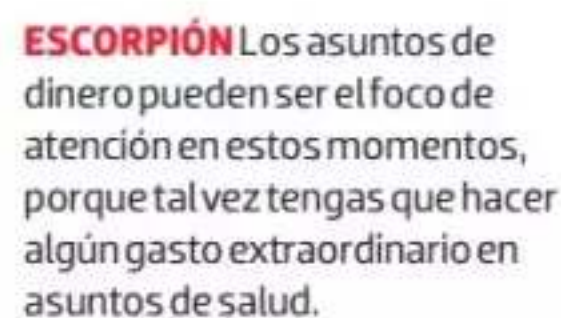 ESCORPIÓN Los asuntos de
dinero pueden ser el foco de
atención en estos momentos,
porque tal vez tengas que hacer
algún gasto extraordinario en
asuntos de salud.